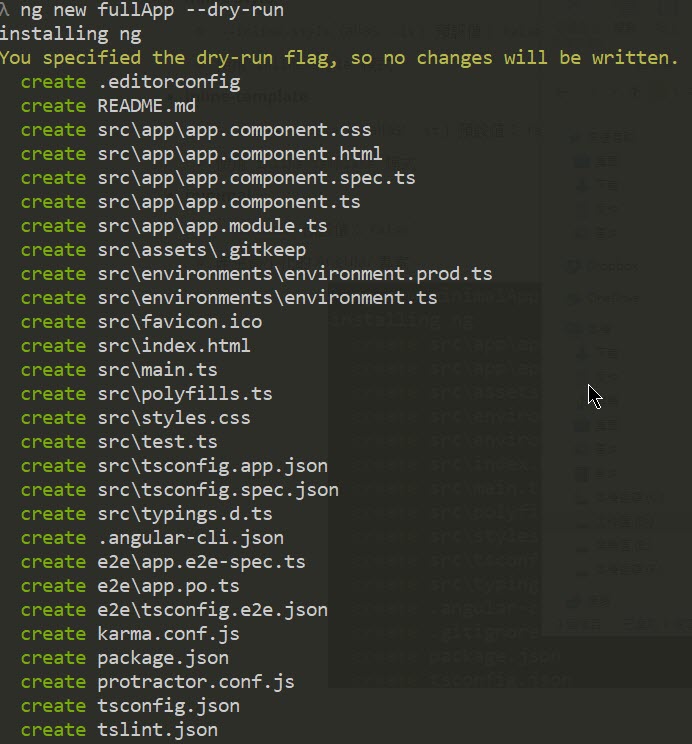 λ ng new fullApp --dry-run
installing ng
You specified the dry-run flag, so no changes will be written.
create .editorconfig
create README.md
create src\app\app.component.css
create src\app\app.component.html
create src\app\app.component.spec.ts
create src\app\app.component.ts
create src\app\app.module.ts
create src\assets\.gitkeep
create src\environments\environment.prod.ts
create src\environments\environment.ts
create src\favicon.ico
create src\index.html
create src\main.ts
create src\polyfills.ts
create src\styles.css
create src\test.ts
create src\tsconfig.app.json
create src\tsconfig.spec.json
create src\typings.d.ts
create .angular-cli.json
create e2e\app.e2e-spec.ts
create e2e\app.po.ts
create e2e\tsconfig.e2e.json
create karma.conf.js
create package.json
create protractor.conf.js
create tsconfig.json
create tslint.json